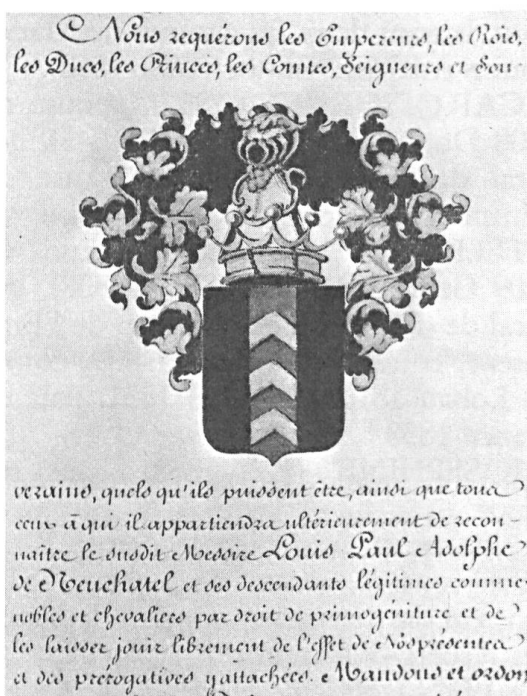 Nous requérons les Empereurs, les Rois,
les Ducs, les Princes, les Comtes, Seigneurs et Sou-
verains, quels qu'ils puissent être, ainsi que tous
ceux à qui il appartiendra ultérieurement de recon-
naître le susdit Messire Louis Paul Adolphe
de Neuchatel et ses descendants légitimes comme
nobles et chevaliers par droit de primogéniture et de
les laisser jouir librement de l'effet de Nos présentes
et des prérogatives y attachées. Mandons et ordon,